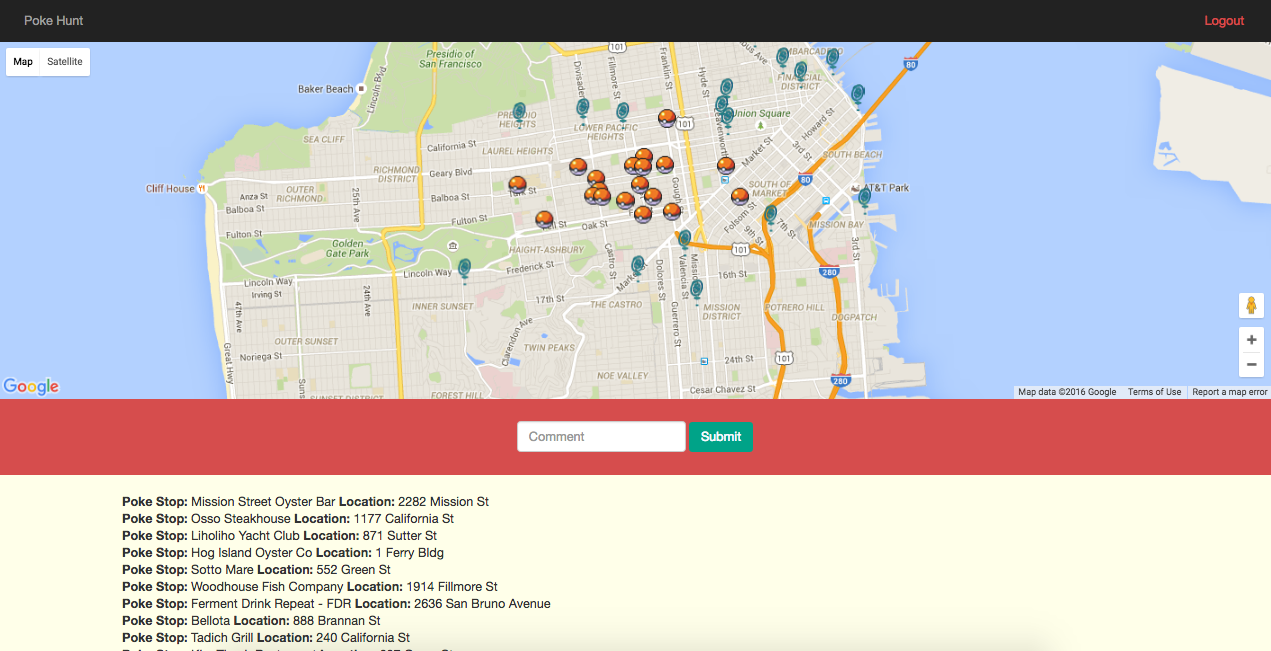 Poke Hunt
Logout
Map Satellite
Presidio of
San Francisco
101
Lincoln Blvd
Baker Beach
Divisadero
Fillmore St
Franklin St
Hyde St
EMBARCADERO
FINANCIAL
DISTRICT
80
PRESIDIO
HEIGHTS
LOWER PACIFIC
HEIGHTS
101
Union Square
Leavenworth
Howard St
SEA CLIFF
California St
LAUREL HEIGHTS
Market St
3rd St
SOUTH BEACH
RICHMOND
DISTRICT
Geary Blvd
Cliff House
OUTER
RICHMOND
Anza St
Balboa St
25th Ave
Balboa St
Turk St
Gough St
SOUTH OF
MARKET
80
AT&T Park
Fulton St
Fulton St
Oak St
Folsom St
9th St
7th St
MISSION BAY
Golden
Gate Park
HAIGHT-ASHBURY
101
3rd St
Lincoln Way
Frederick St
Castro St
Market St
Dolores St
Valencia St
16th St
280
Lincoln Way
Irving St
24th Ave
47th Ave
INNER SUNSET
17th St
THE CASTRO
Guerrero St
MISSION
DISTRICT
POTRERO HILL
DOGPATCH
OUTER SUNSET
Clarendon Ave
TWIN PEAKS
Great Hwy
Noriega St
24th St
101
NOE VALLEY
280
Cesar Chavez St
SUNSET DISTRICT
FOREST HILL
Google
Map data ©2016 Google Terms of Use Report a map error
Comment Submit
Poke Stop: Mission Street Oyster Bar Location: 2282 Mission St
Poke Stop: Osso Steakhouse Location: 1177 California St
Poke Stop: Liholiho Yacht Club Location: 871 Sutter St
Poke Stop: Hog Island Oyster Co Location: 1 Ferry Bldg
Poke Stop: Sotto Mare Location: 552 Green St
Poke Stop: Woodhouse Fish Company Location: 1914 Fillmore St
Poke Stop: Ferment Drink Repeat - FDR Location: 2636 San Bruno Avenue
Poke Stop: Bellota Location: 888 Brannan St
Poke Stop: Tadich Grill Location: 240 California St